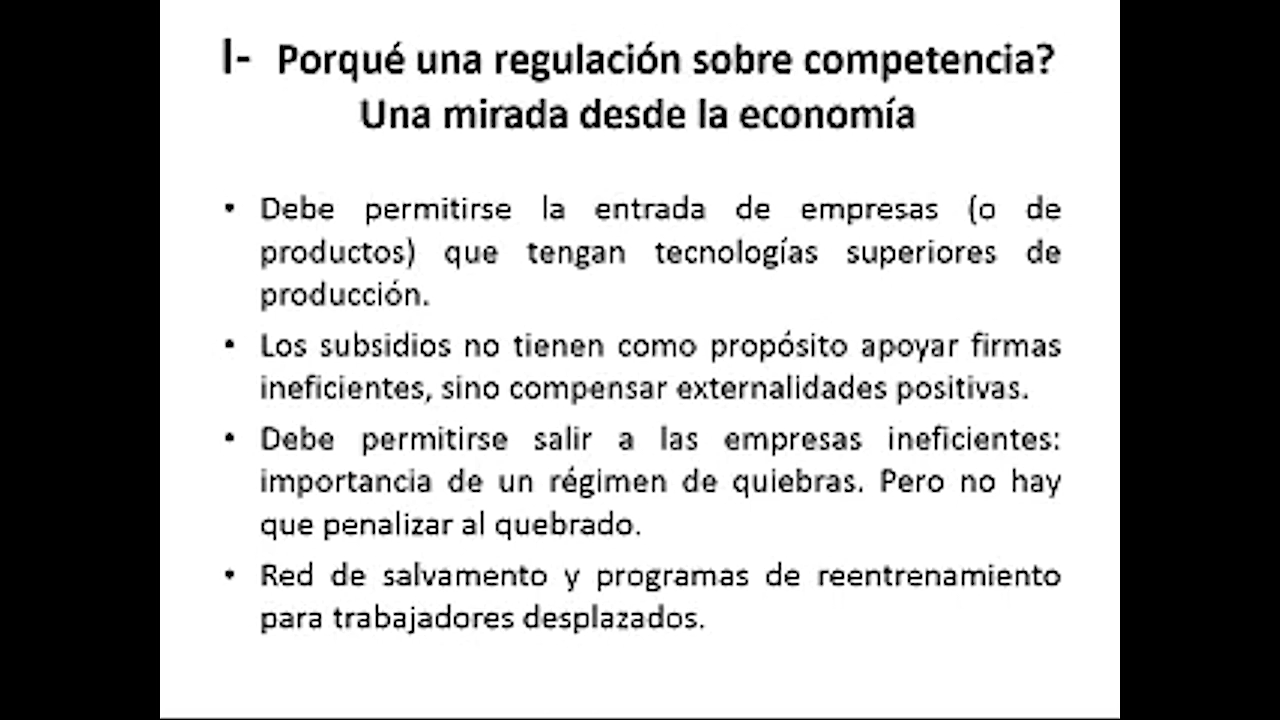 I- Porqué una regulación sobre competencia?
Una mirada desde la economía
• Debe permitirse la entrada de empresas (o de
productos) que tengan tecnologías superiores de
producción.
• Los subsidios no tienen como propósito apoyar firmas
ineficientes, sino compensar externalidades positivas.
• Debe permitirse salir a las empresas ineficientes:
importancia de un régimen de quiebras. Pero no hay
que penalizar al quebrado.
• Red de salvamento y programas de reentrenamiento
para trabajadores desplazados.